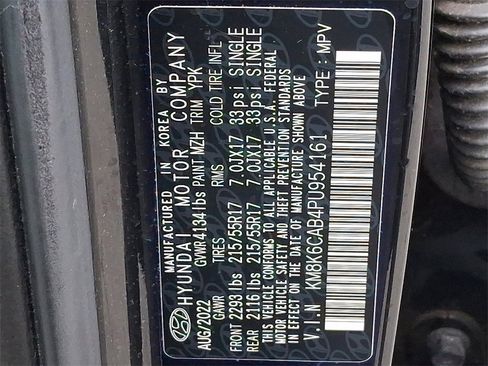 MADE IN KOREA BY
HYUNDAI MOTOR COMPANY
AUG/2022 GVWR 4134 lbs PAINT MZH TRIM YPK
GAWR TIRES RIMS COLD TIRE INFL
FRONT 2293 lbs 215/55R17 7.0JX17 33psi SINGLE
REAR 2116 lbs 215/55R17 7.0JX17 33psi SINGLE
THIS VEHICLE CONFORMS TO ALL APPLICABLE U.S.A. FEDERAL
MOTOR VEHICLE SAFETY AND THEFT PREVENTION STANDARDS
IN EFFECT ON THE DATE OF MANUFACTURE SHOWN ABOVE
V.I.N KM8K6CAB4PU954161 TYPE : MPV